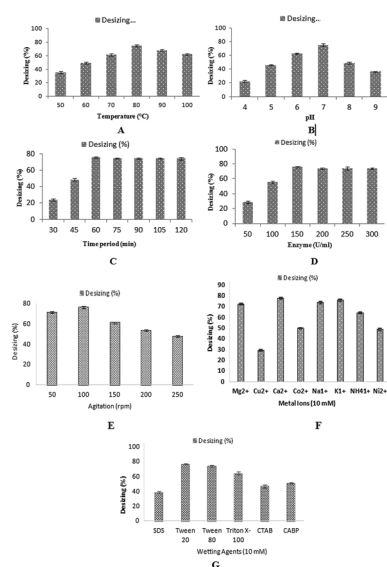 Desizing...
100
80
60
40
20
0
Desizing (%)
50 60 70 80 90 100
Temperature (°C)
A
Desizing...
100
80
60
40
20
0
Desizing (%)
4 5 6 7 8 9
pH
B
Desizing (%)
80
60
40
20
0
Desizing (%)
30 45 60 75 90 105 120
Time period (min)
C
Desizing (%)
100
80
60
40
20
0
Desizing (%)
50 100 150 200 250 300
Enzyme (U/ml)
D
Desizing (%)
80
60
40
20
0
Desizing (%)
50 100 150 200 250
Agitation (rpm)
E
Desizing (%)
90
80
70
60
50
40
30
20
10
0
Desizing (%)
Mg2+ Cu2+ Ca2+ Co2+ Na1+ K1+ NH41+ Ni2+
Metal Ions (10 mM)
F
Desizing (%)
100
80
60
40
20
0
Desizing (%)
SDS Tween 20 Tween 80 Triton X-100 CTAB CABP
Wetting Agents (10 mM)
G